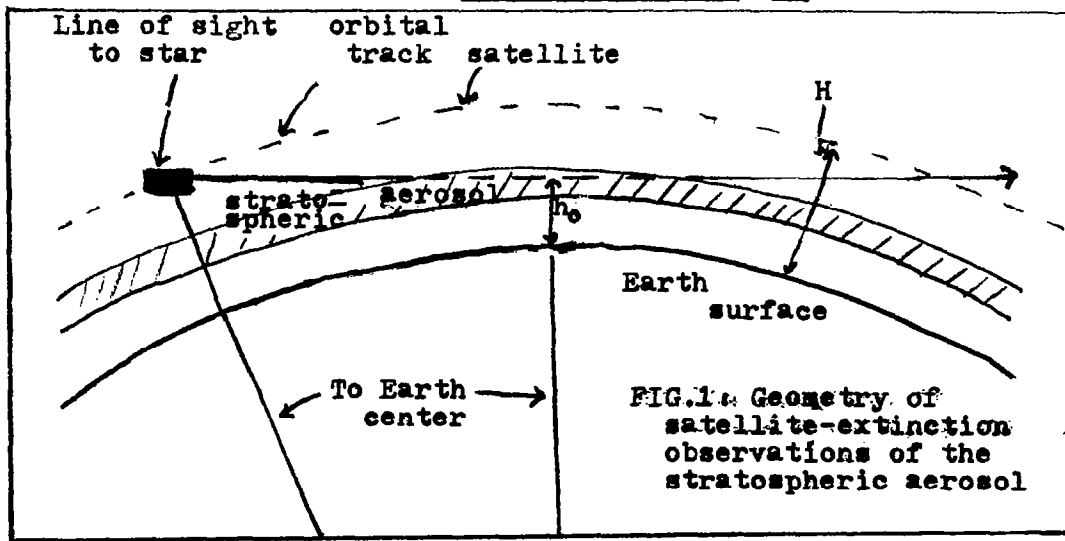 Line of sight
to star
orbital
track satellite
H
strato-
spheric
aerosol
h₀
Earth
surface
To Earth
center
FIG.1: Geometry of
satellite-extinction
observations of the
stratospheric aerosol